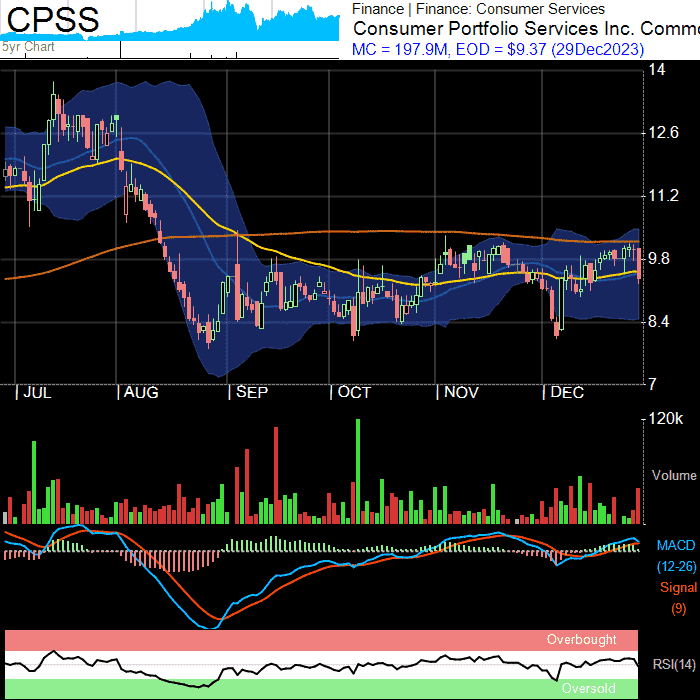 CPSS
5yr Chart
Finance | Finance: Consumer Services
Consumer Portfolio Services Inc. Commo
MC = 197.9M, EOD = $9.37 (29Dec2023)
14
12.6
11.2
9.8
8.4
7
JUL AUG SEP OCT NOV DEC
120k
Volume
MACD
(12-26)
Signal
(9)
Overbought
RSI(14)
Oversold